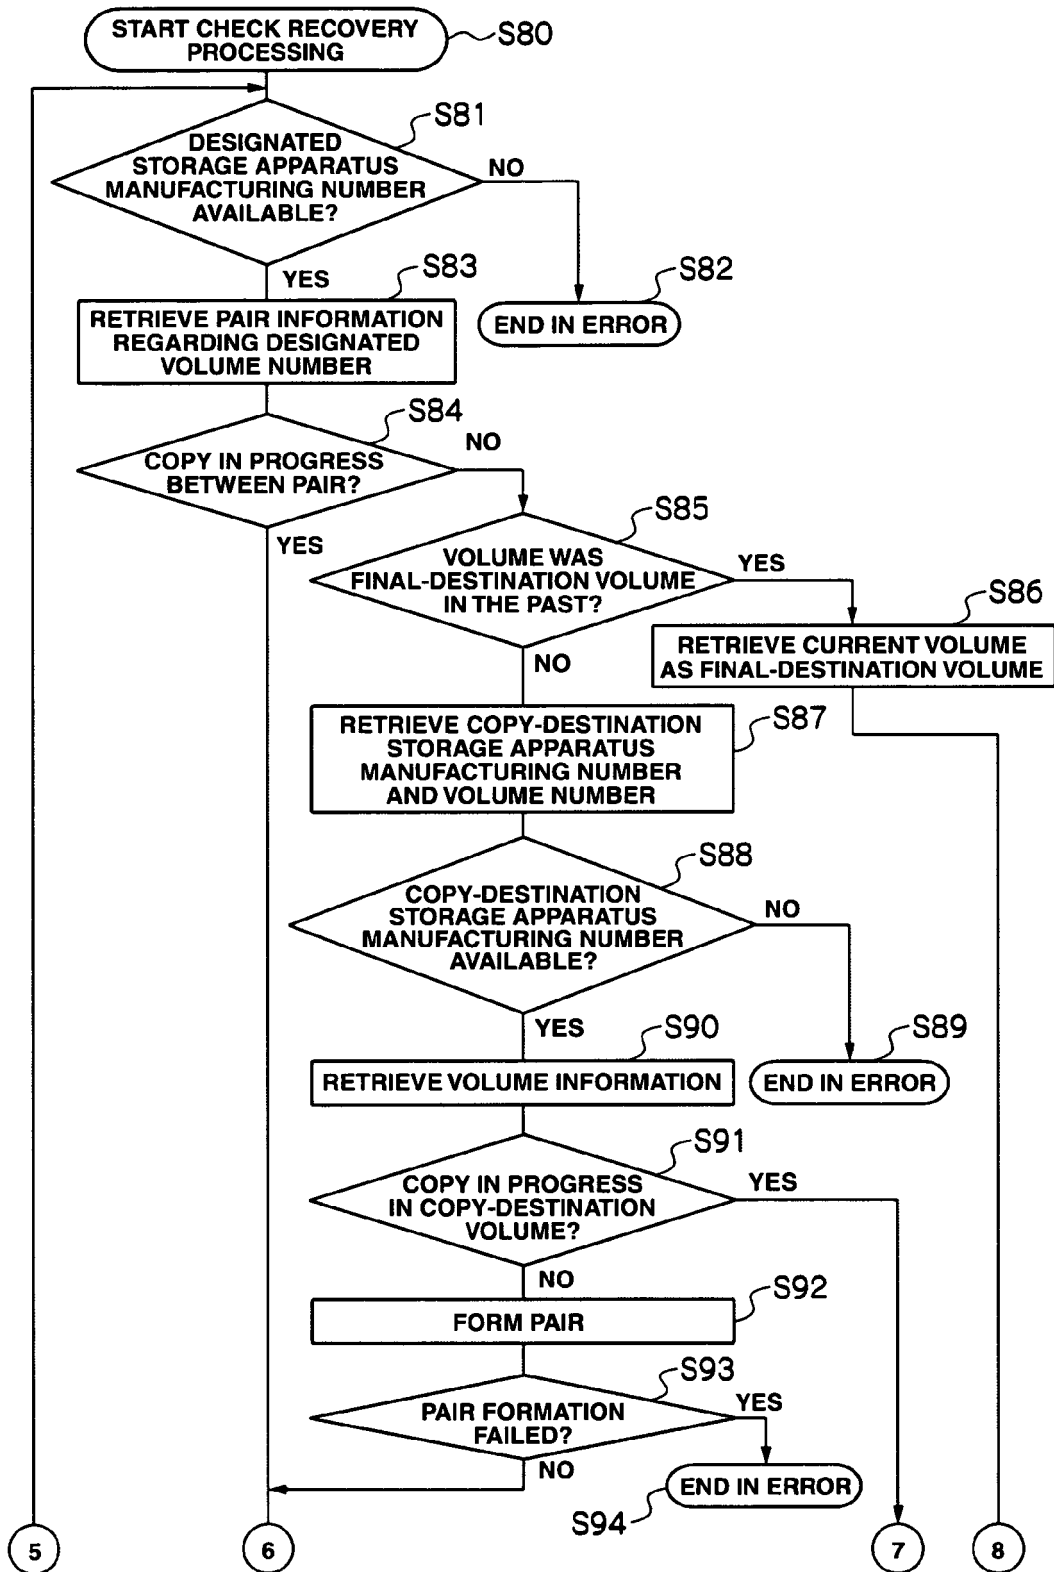 START CHECK RECOVERY
PROCESSING
S80
S81
DESIGNATED
STORAGE APPARATUS
MANUFACTURING NUMBER
AVAILABLE?
NO
YES
S83
S82
RETRIEVE PAIR INFORMATION
REGARDING DESIGNATED
VOLUME NUMBER
END IN ERROR
S84
NO
COPY IN PROGRESS
BETWEEN PAIR?
YES
S85
VOLUME WAS
FINAL-DESTINATION VOLUME
IN THE PAST?
YES
S86
RETRIEVE CURRENT VOLUME
AS FINAL-DESTINATION VOLUME
NO
S87
RETRIEVE COPY-DESTINATION
STORAGE APPARATUS
MANUFACTURING NUMBER
AND VOLUME NUMBER
S88
COPY-DESTINATION
STORAGE APPARATUS
MANUFACTURING NUMBER
AVAILABLE?
NO
YES
S90
S89
RETRIEVE VOLUME INFORMATION
END IN ERROR
S91
COPY IN PROGRESS
IN COPY-DESTINATION
VOLUME?
YES
NO
S92
FORM PAIR
S93
PAIR FORMATION
FAILED?
YES
NO
END IN ERROR
S94
5
6
7
8